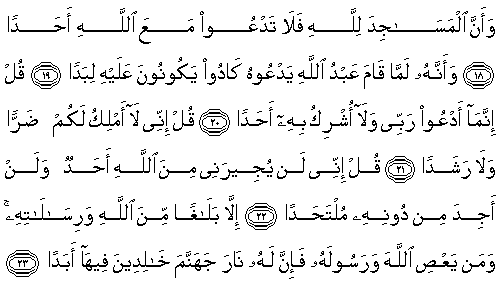 وَأَنَّ ٱلْمَسَـٰجِدَ لِلَّهِ فَلَا تَدْعُوا۟ مَعَ ٱللَّهِ أَحَدًا
﴿١٨﴾ وَأَنَّهُۥ لَمَّا قَامَ عَبْدُ ٱللَّهِ يَدْعُوهُ كَادُوا۟ يَكُونُونَ عَلَيْهِ لِبَدًا ﴿١٩﴾ قُلْ
إِنَّمَآ أَدْعُوا۟ رَبِّى وَلَآ أُشْرِكُ بِهِۦٓ أَحَدًا ﴿٢٠﴾ قُلْ إِنِّى لَآ أَمْلِكُ لَكُمْ ضَرًّا
وَلَا رَشَدًا ﴿٢١﴾ قُلْ إِنِّى لَن يُجِيرَنِى مِنَ ٱللَّهِ أَحَدٌ وَلَنْ
أَجِدَ مِن دُونِهِۦ مُلْتَحَدًا ﴿٢٢﴾ إِلَّا بَلَـٰغًا مِّنَ ٱللَّهِ وَرِسَـٰلَـٰتِهِۦ ۚ
وَمَن يَعْصِ ٱللَّهَ وَرَسُولَهُۥ فَإِنَّ لَهُۥ نَارَ جَهَنَّمَ خَـٰلِدِينَ فِيهَآ أَبَدًا ﴿٢٣﴾